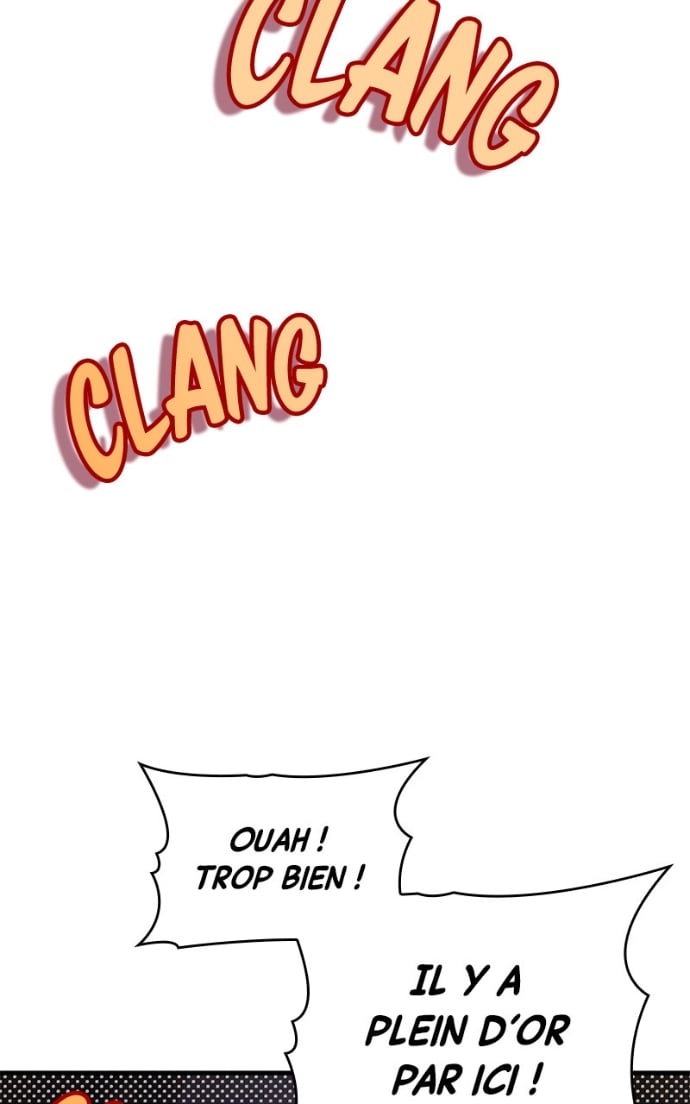 CLANG
CLANG
OUAH !
TROP BIEN !
IL Y A
PLEIN D'OR
PAR ICI !